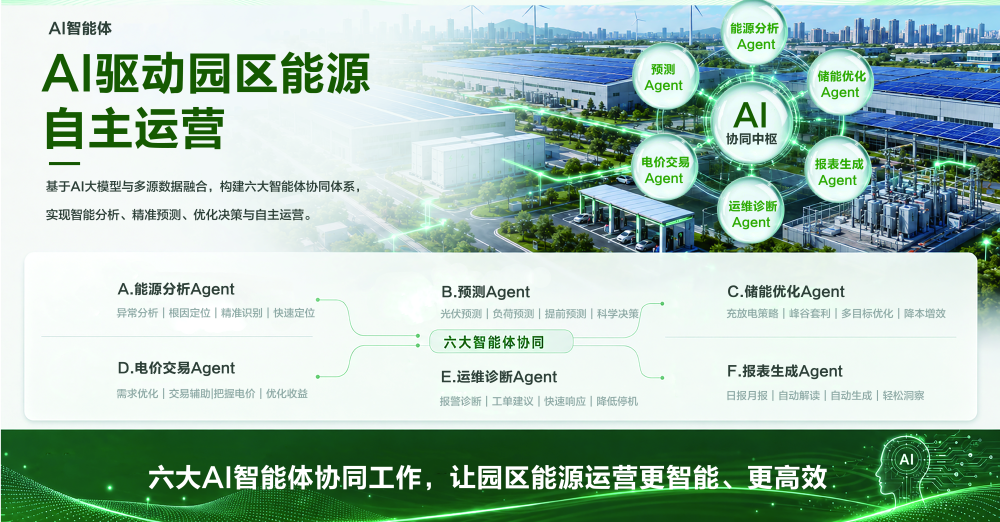 AI智能体
AI驱动园区能源
自主运营
基于AI大模型与多源数据融合，构建六大智能体协同体系，
实现智能分析、精准预测、优化决策与自主运营。
能源分析
Agent
预测
Agent
储能优化
Agent
AI
协同中枢
电价交易
Agent
报表生成
Agent
运维诊断
Agent
A.能源分析Agent
异常分析｜根因定位｜精准识别｜快速定位
B.预测Agent
光伏预测｜负荷预测｜提前预测｜科学决策
C.储能优化Agent
充放电策略｜峰谷套利｜多目标优化｜降本增效
六大智能体协同
D.电价交易Agent
需求优化｜交易辅助|把握电价｜优化收益
E.运维诊断Agent
报警诊断｜工单建议｜快速响应｜降低停机
F.报表生成Agent
日报月报｜自动解读｜自动生成｜轻松洞察
六大AI智能体协同工作，让园区能源运营更智能、更高效
AI